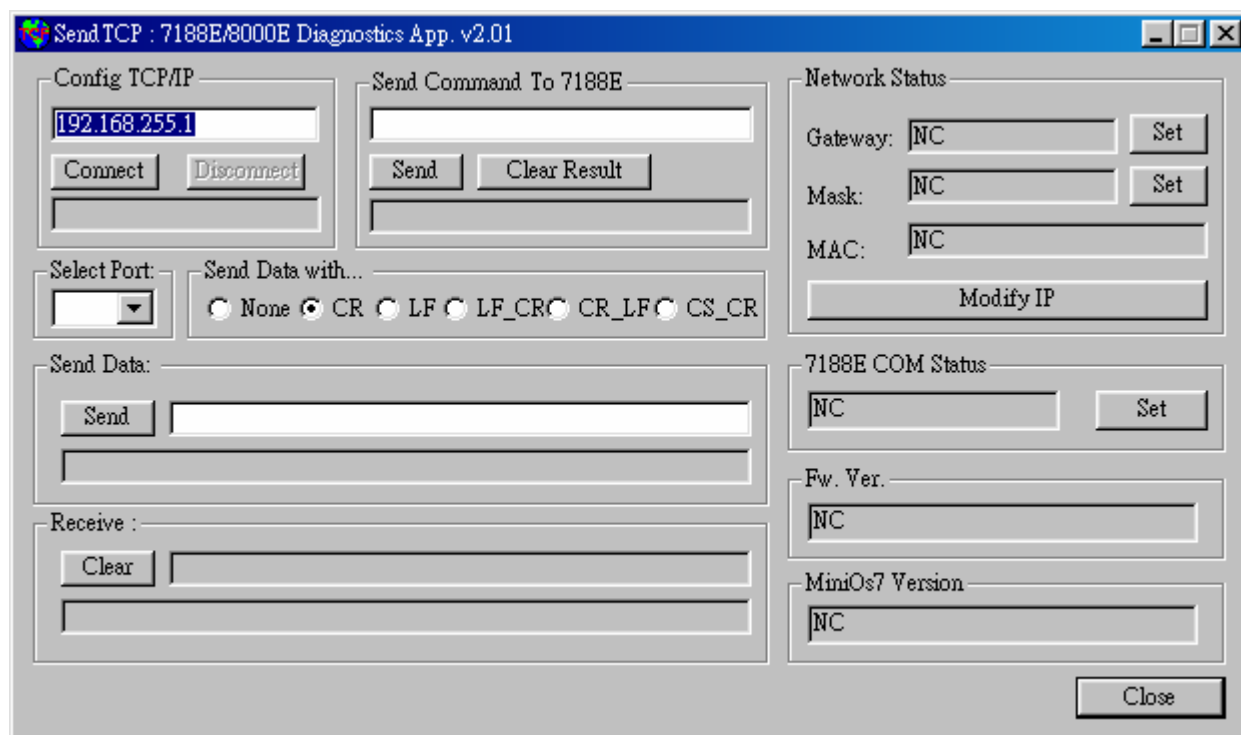 SendTCP : 7188E/8000E Diagnostics App. v2.01
Config TCP/IP
192.168.255.1
Connect
Disconnect
Send Command To 7188E
Send
Clear Result
Network Status
Gateway:
NC
Set
Mask:
NC
Set
MAC:
NC
Modify IP
Select Port:
Send Data with...
None
CR
LF
LF_CR
CR_LF
CS_CR
Send Data:
Send
7188E COM Status
NC
Set
Fw. Ver.
NC
Receive :
Clear
MiniOs7 Version
NC
Close